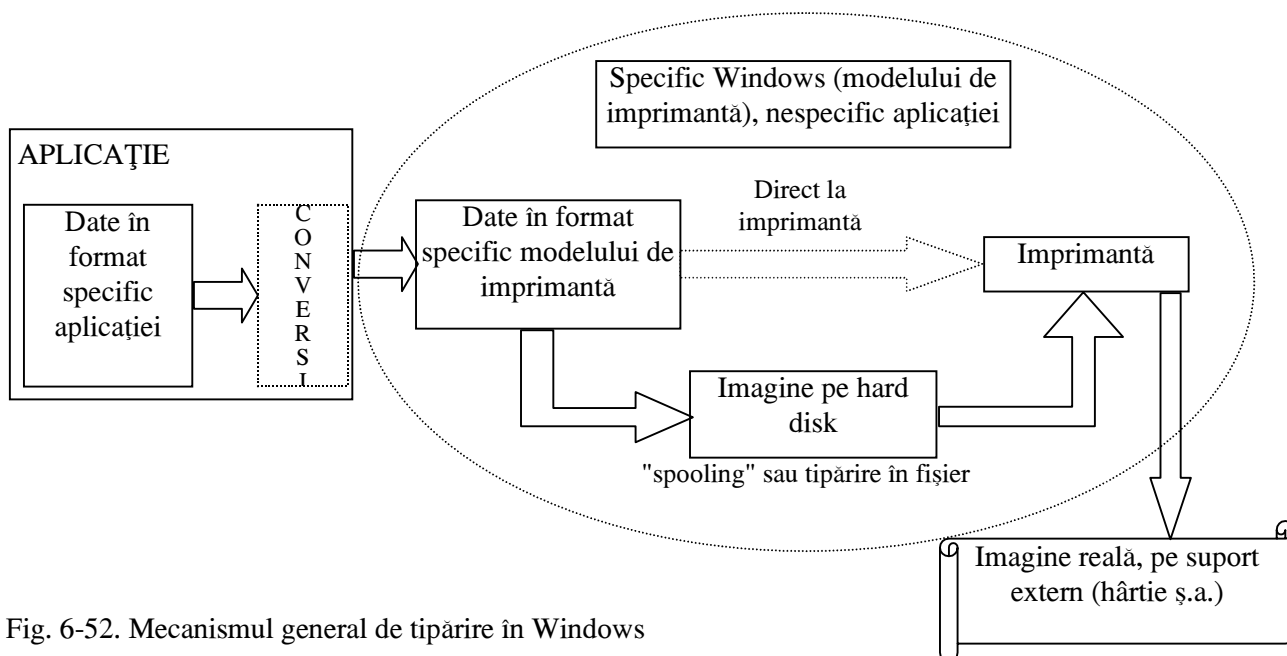 Specific Windows (modelului de
imprimantă), nespecific aplicaţiei
APLICAŢIE
Date în
format
specific
aplicaţiei
C
O
N
V
E
R
S
I
Date în format
specific modelului de
imprimantă
Direct la
imprimantă
Imprimantă
Imagine pe hard
disk
"spooling" sau tipărire în fişier
Imagine reală, pe suport
extern (hârtie ş.a.)
Fig. 6-52. Mecanismul general de tipărire în Windows